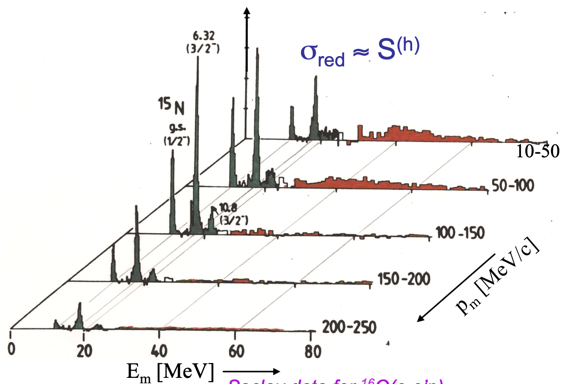 6.32
(3/2⁻)
σred ≈ S(h)
¹⁵N
g.s.
(1/2⁻)
10-50
50-100
10.8
(3/2⁻)
100-150
150-200
200-250
pm [MeV/c]
0 20 40 60 80
Em [MeV]